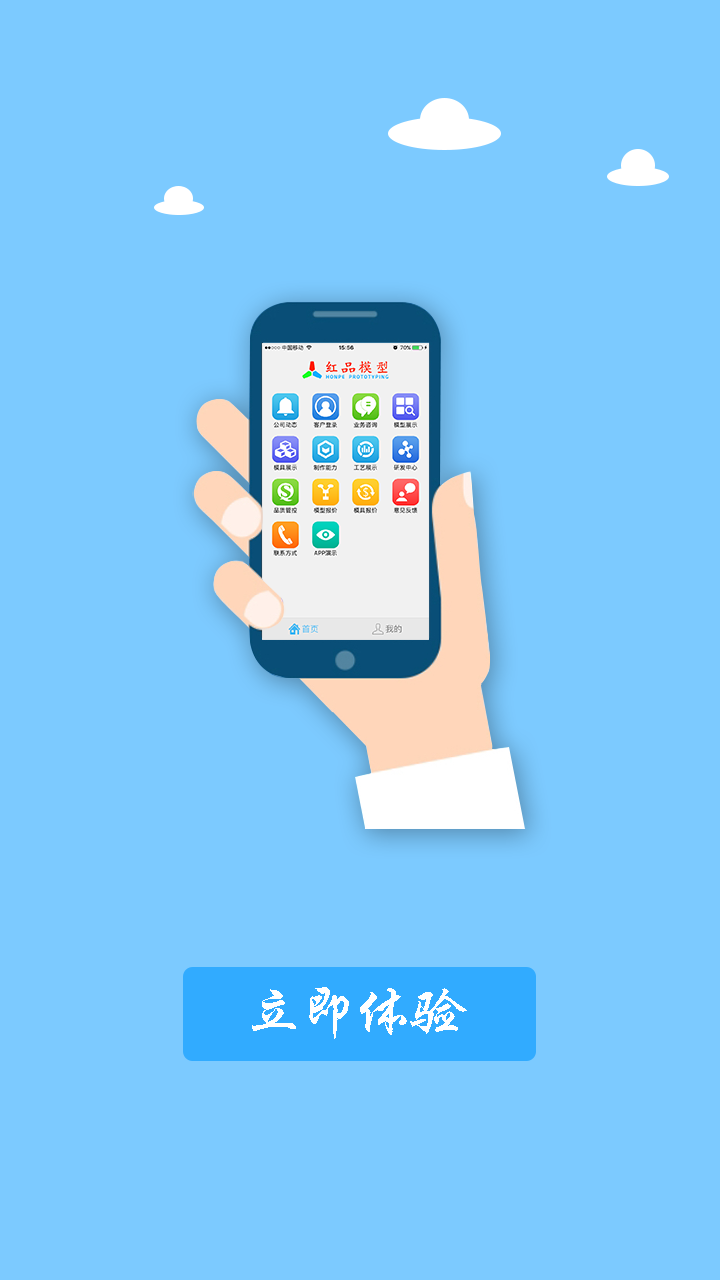 中国移动 15:56 70%
红品模型
HONPE PROTOTYPING
公司动态 客户登录 业务咨询 模型展示
模具展示 制作能力 工艺展示 研发中心
品质管控 模型报价 模具报价 意见反馈
联系方式 APP演示
首页 我的
立即体验